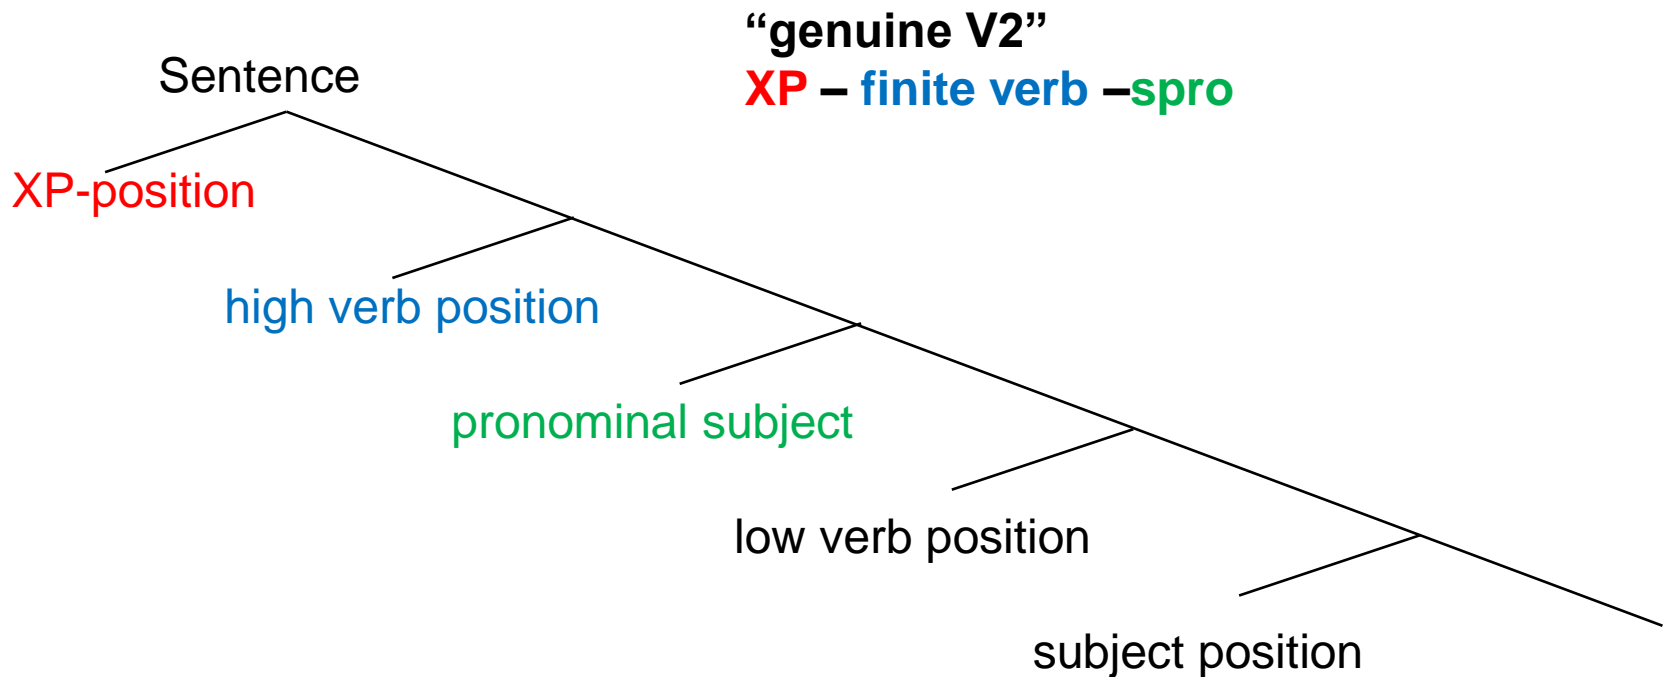 “genuine V2”
Sentence
XP – finite verb –spro
XP-position
high verb position
pronominal subject
low verb position
subject position